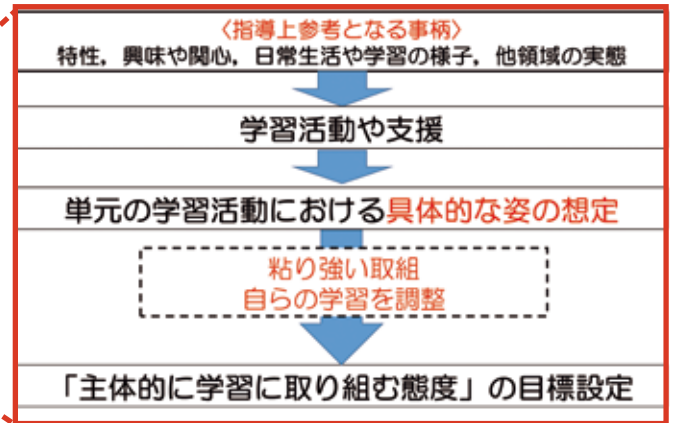 〈指導上参考となる事柄〉
特性，興味や関心，日常生活や学習の様子，他領域の実態
学習活動や支援
単元の学習活動における具体的な姿の想定
粘り強い取組
自らの学習を調整
「主体的に学習に取り組む態度」の目標設定